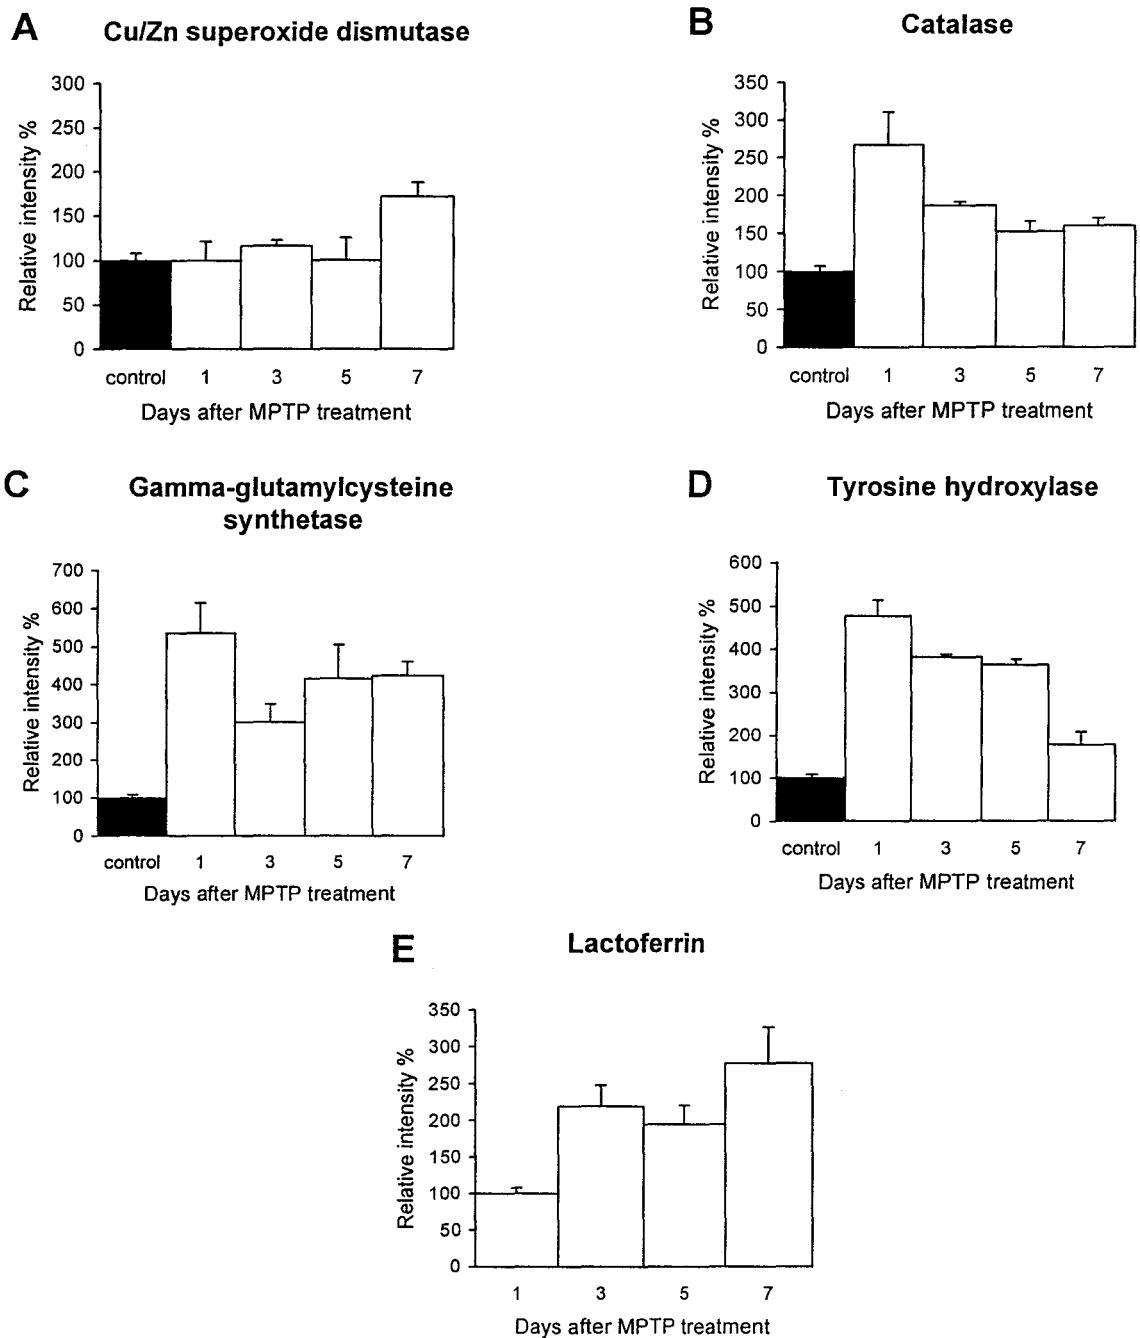 A
Cu/Zn superoxide dismutase
Relative intensity %
300
250
200
150
100
50
0
control 1 3 5 7
Days after MPTP treatment
B
Catalase
Relative intensity %
350
300
250
200
150
100
50
0
control 1 3 5 7
Days after MPTP treatment
C
Gamma-glutamylcysteine
synthetase
Relative intensity %
700
600
500
400
300
200
100
0
control 1 3 5 7
Days after MPTP treatment
D
Tyrosine hydroxylase
Relative intensity %
600
500
400
300
200
100
0
control 1 3 5 7
Days after MPTP treatment
E
Lactoferrin
Relative intensity %
350
300
250
200
150
100
50
0
1 3 5 7
Days after MPTP treatment